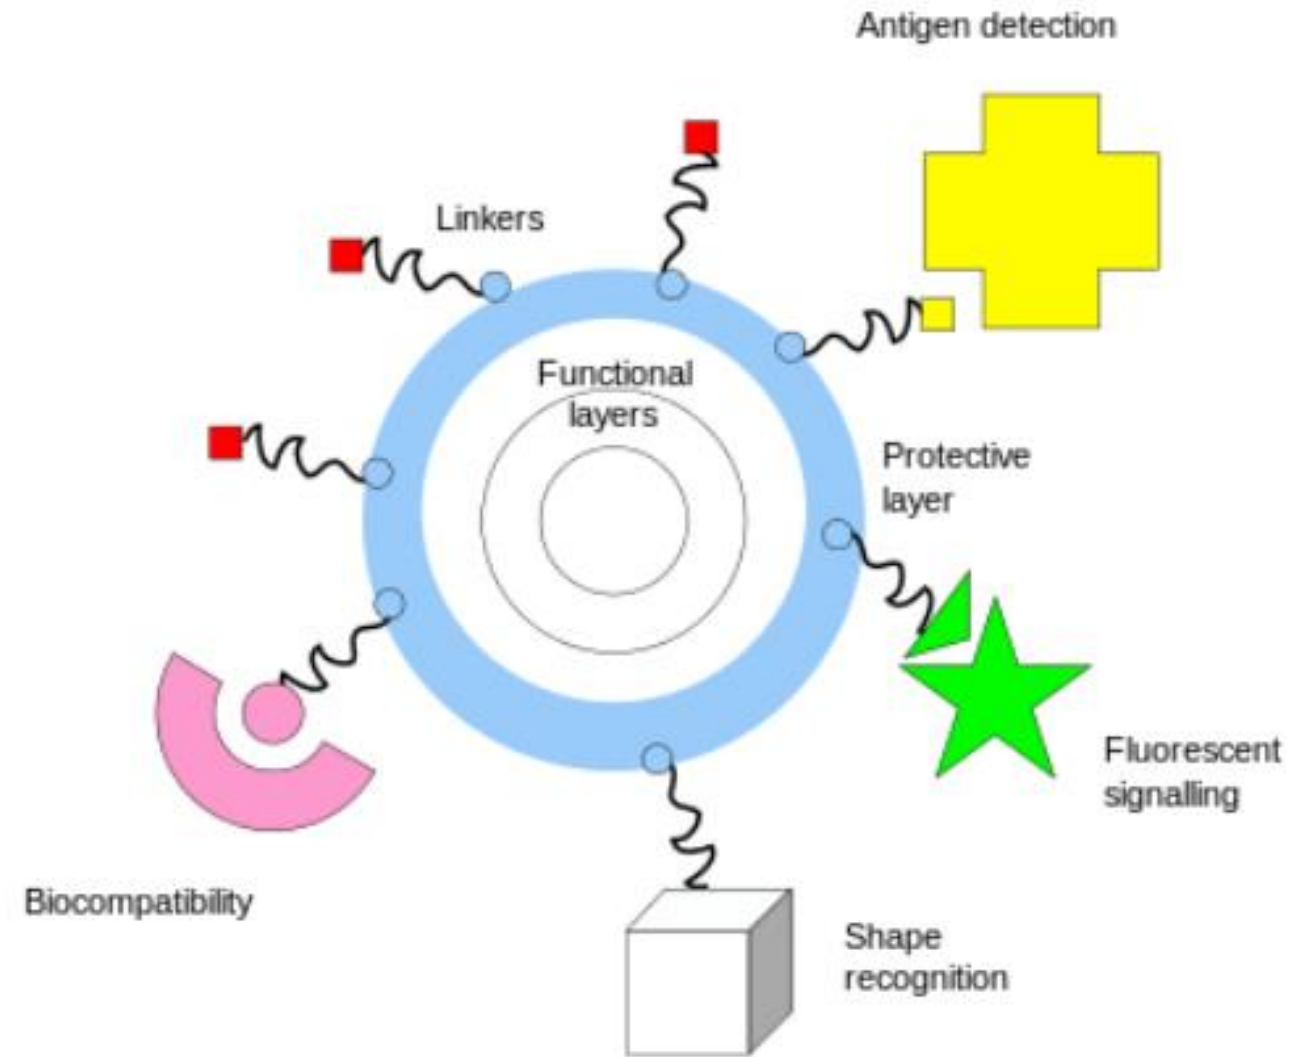 Antigen detection
Linkers
Functional
layers
Protective
layer
Fluorescent
signalling
Biocompatibility
Shape
recognition